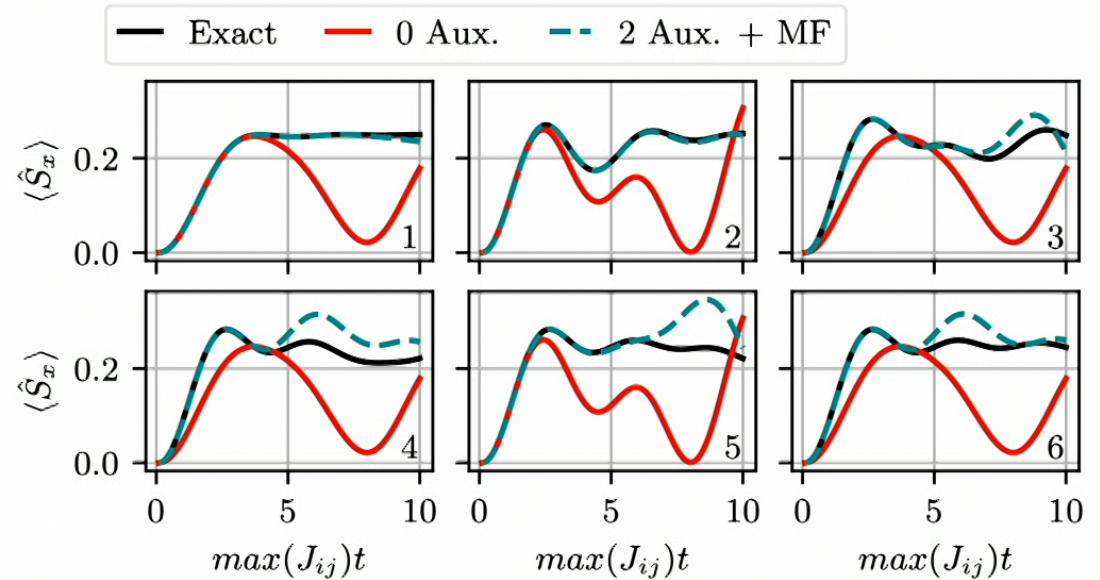 Exact 0 Aux. 2 Aux. + MF
⟨Ŝx⟩ 0.2 0.0 1 2 3
⟨Ŝx⟩ 0.2 0.0 4 5 6
0 5 10 0 5 10 0 5 10
max(Jij)t max(Jij)t max(Jij)t